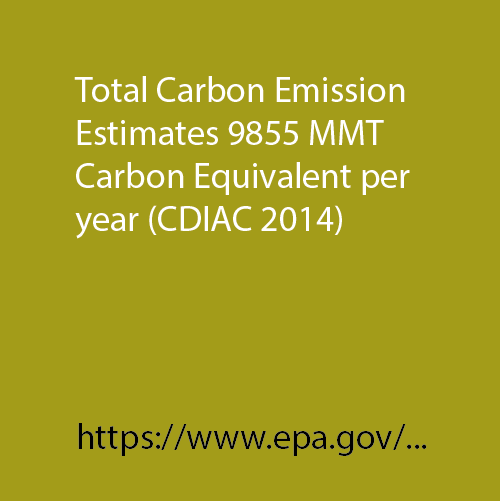 Total Carbon Emission
Estimates 9855 MMT
Carbon Equivalent per
year (CDIAC 2014)
https://www.epa.gov/...